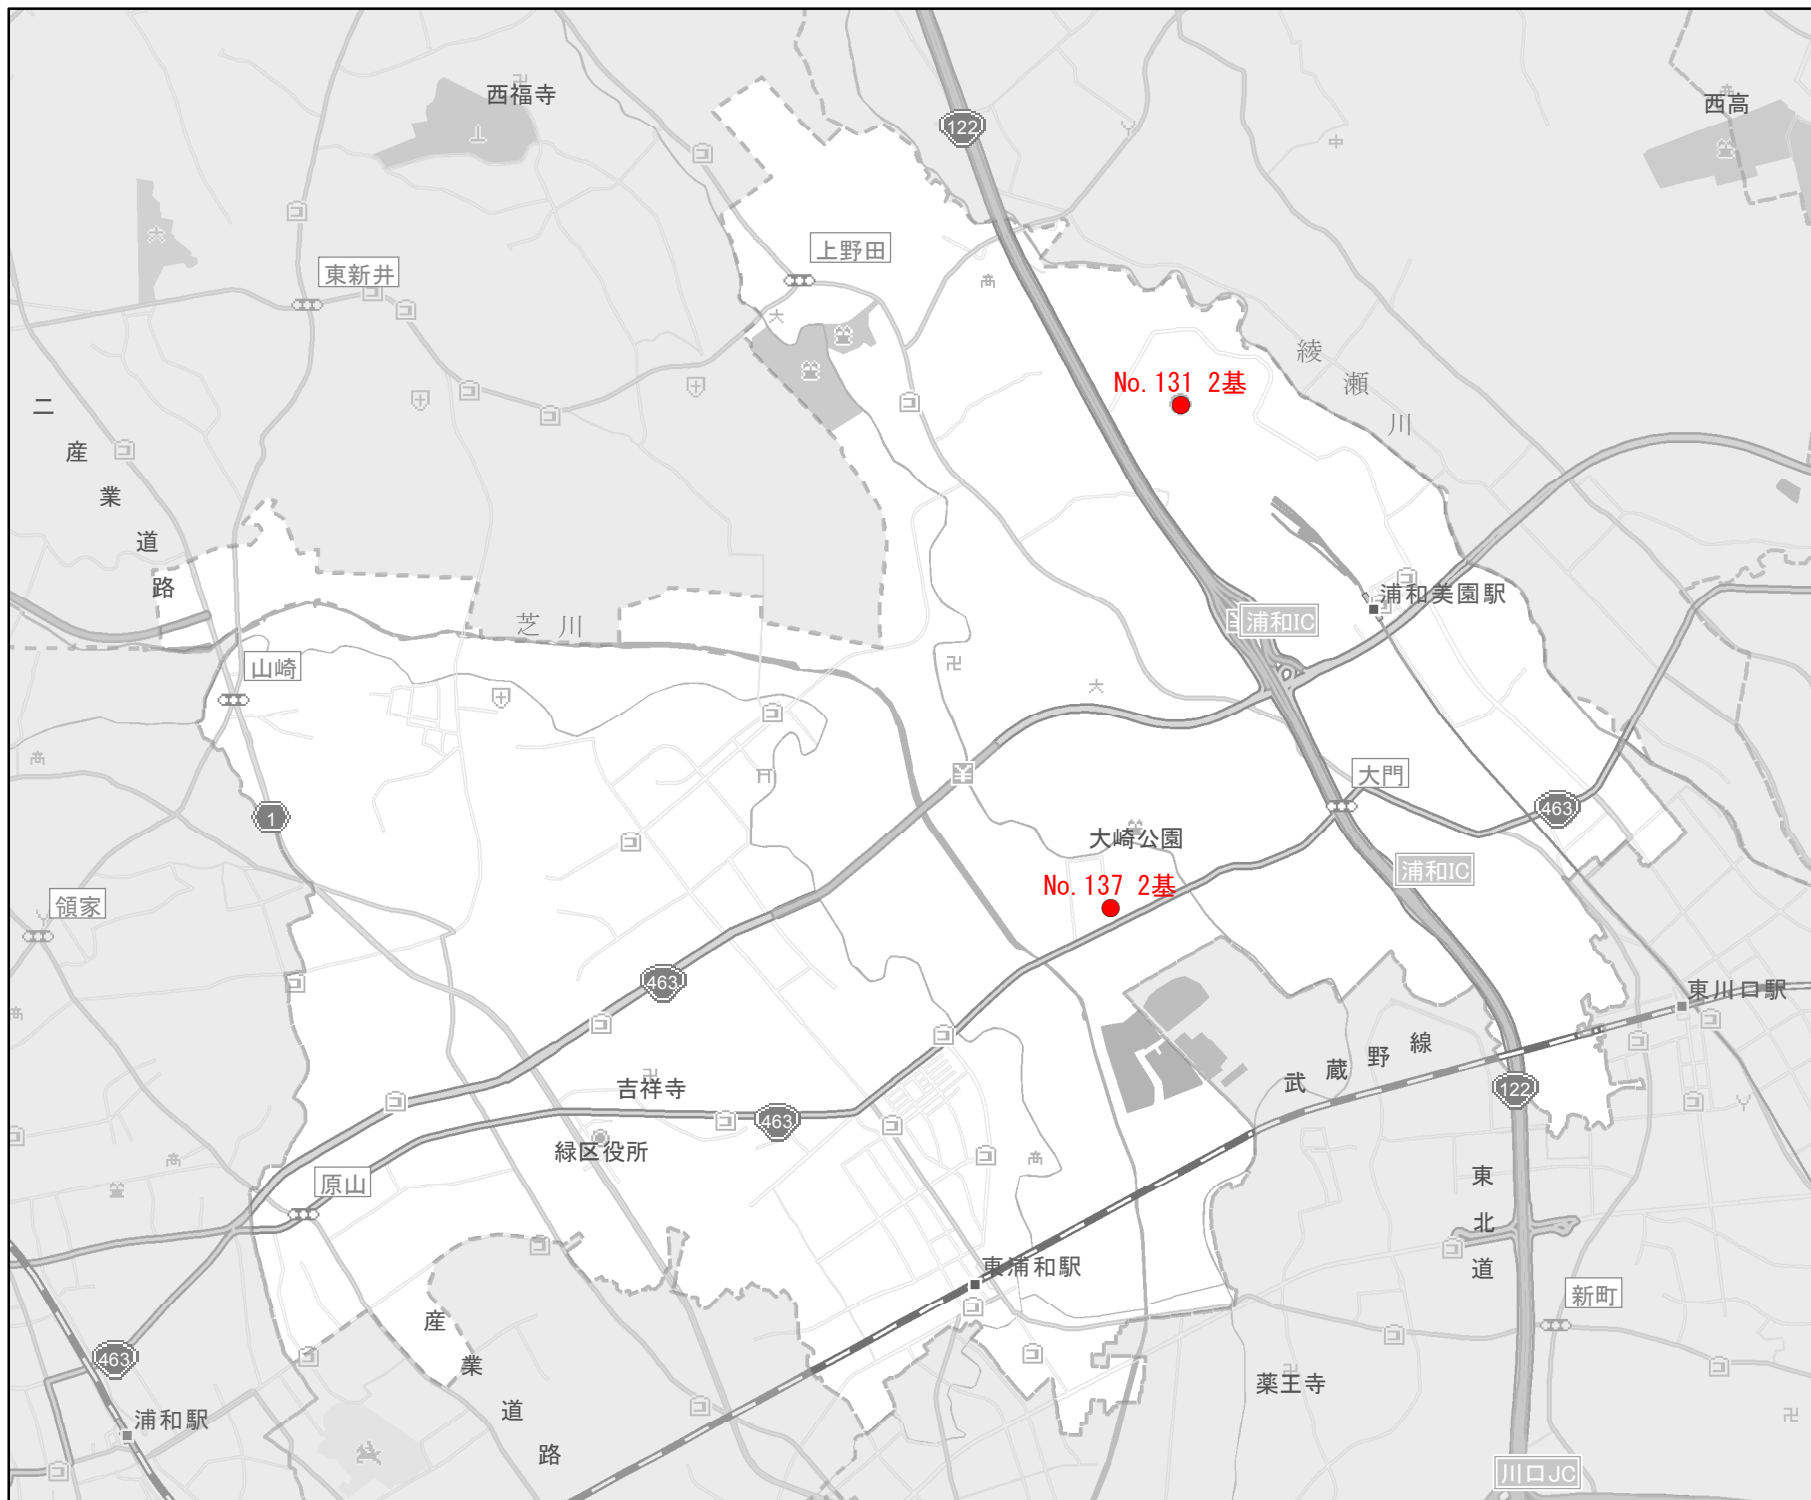 西福寺
西高
122
上野田
東新井
綾瀬川
No.131 2基
二産業道路
浦和美園駅
芝川
浦和IC
山崎
大門
463
1
大崎公園
浦和IC
No.137 2基
領家
463
東川口駅
武蔵野線
吉祥寺
122
463
緑区役所
原山
東北道
東浦和駅
新町
産業道路
463
薬王寺
浦和駅
川口JC